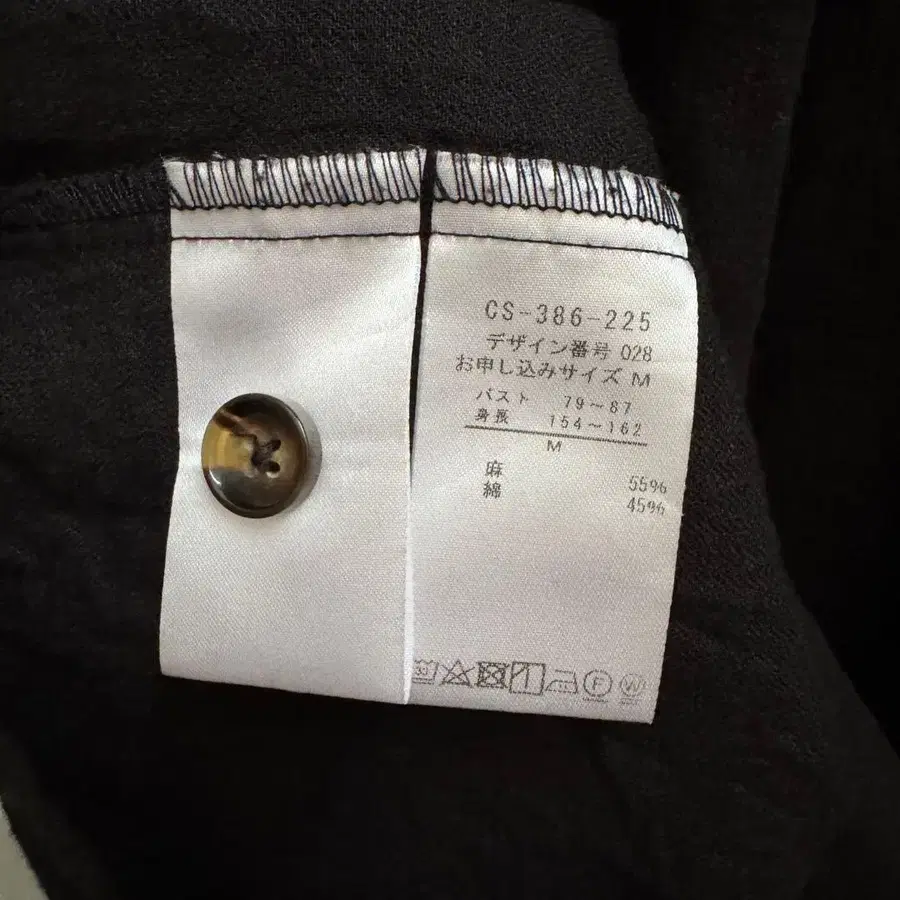 CS-386-225
デザイン番号 028
お申し込みサイズ M
バスト 79～87
身長 154～162
M
麻 55%
綿 45%
F W